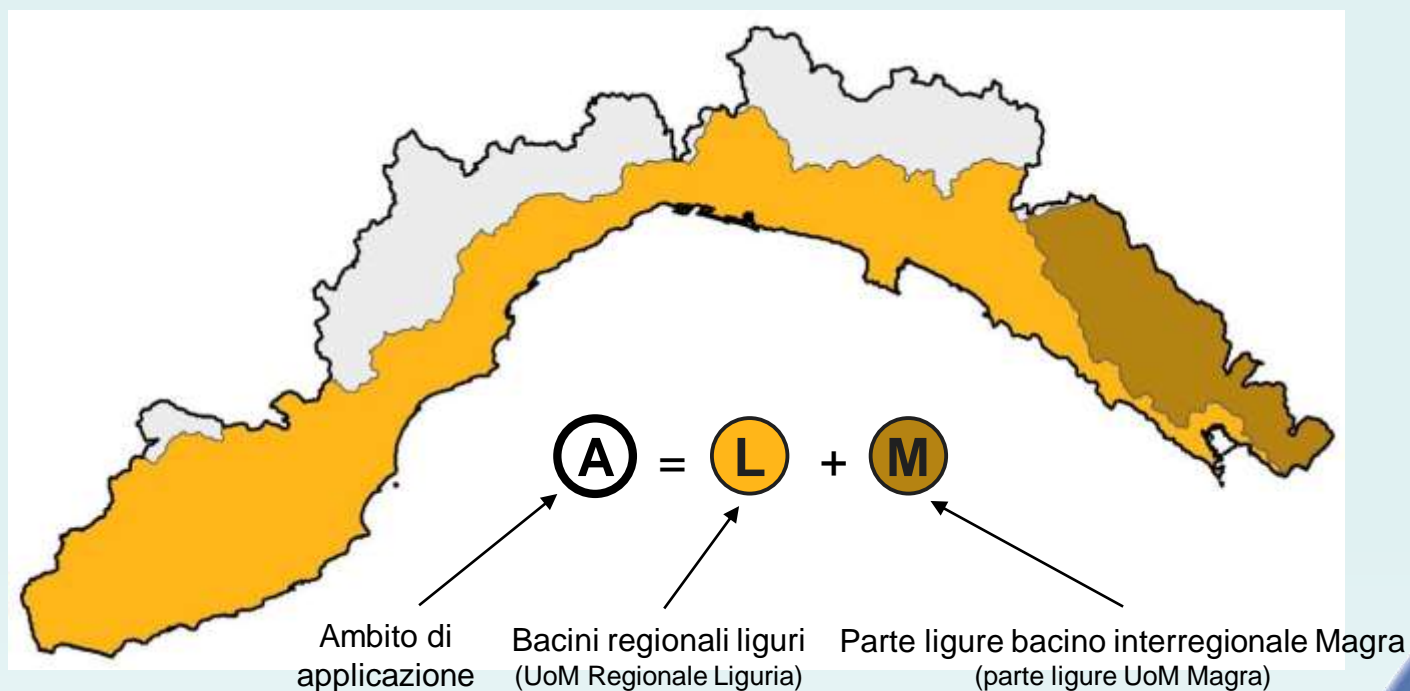 A = L + M
Ambito di applicazione
Bacini regionali liguri
(UoM Regionale Liguria)
Parte ligure bacino interregionale Magra
(parte ligure UoM Magra)